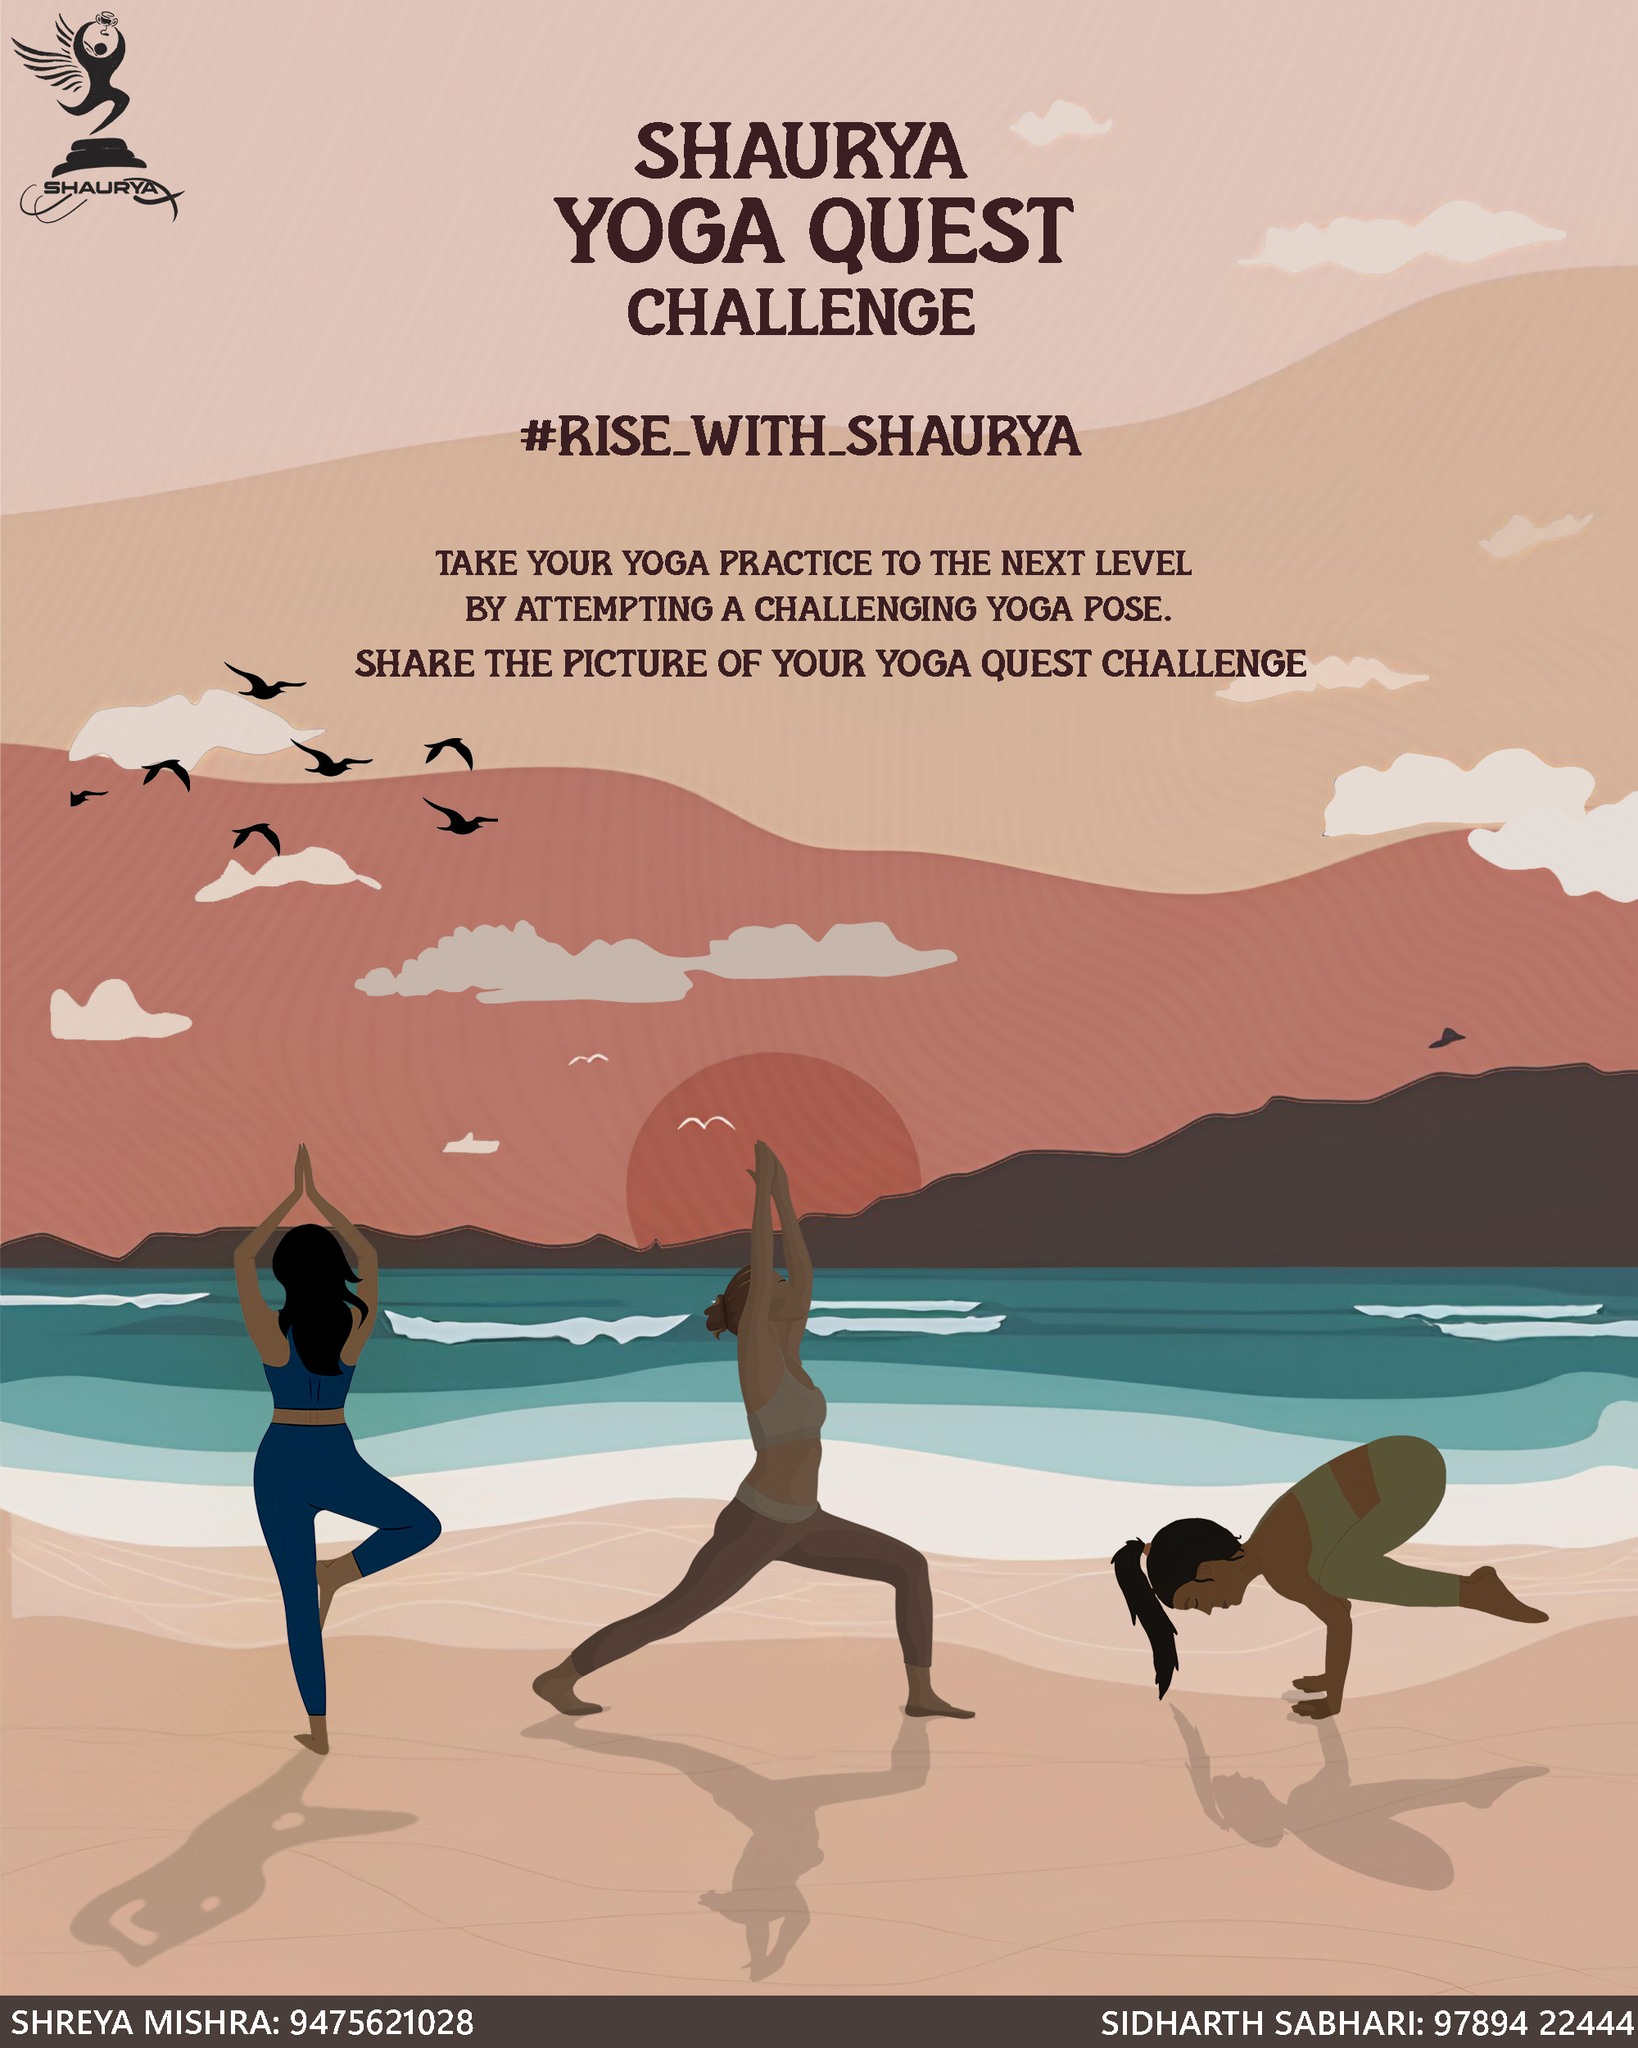 SHAURYA
SHAURYA
YOGA QUEST
CHALLENGE
#RISE_WITH_SHAURYA
TAKE YOUR YOGA PRACTICE TO THE NEXT LEVEL
BY ATTEMPTING A CHALLENGING YOGA POSE.
SHARE THE PICTURE OF YOUR YOGA QUEST CHALLENGE
SHREYA MISHRA: 9475621028
SIDHARTH SABHARI: 97894 22444